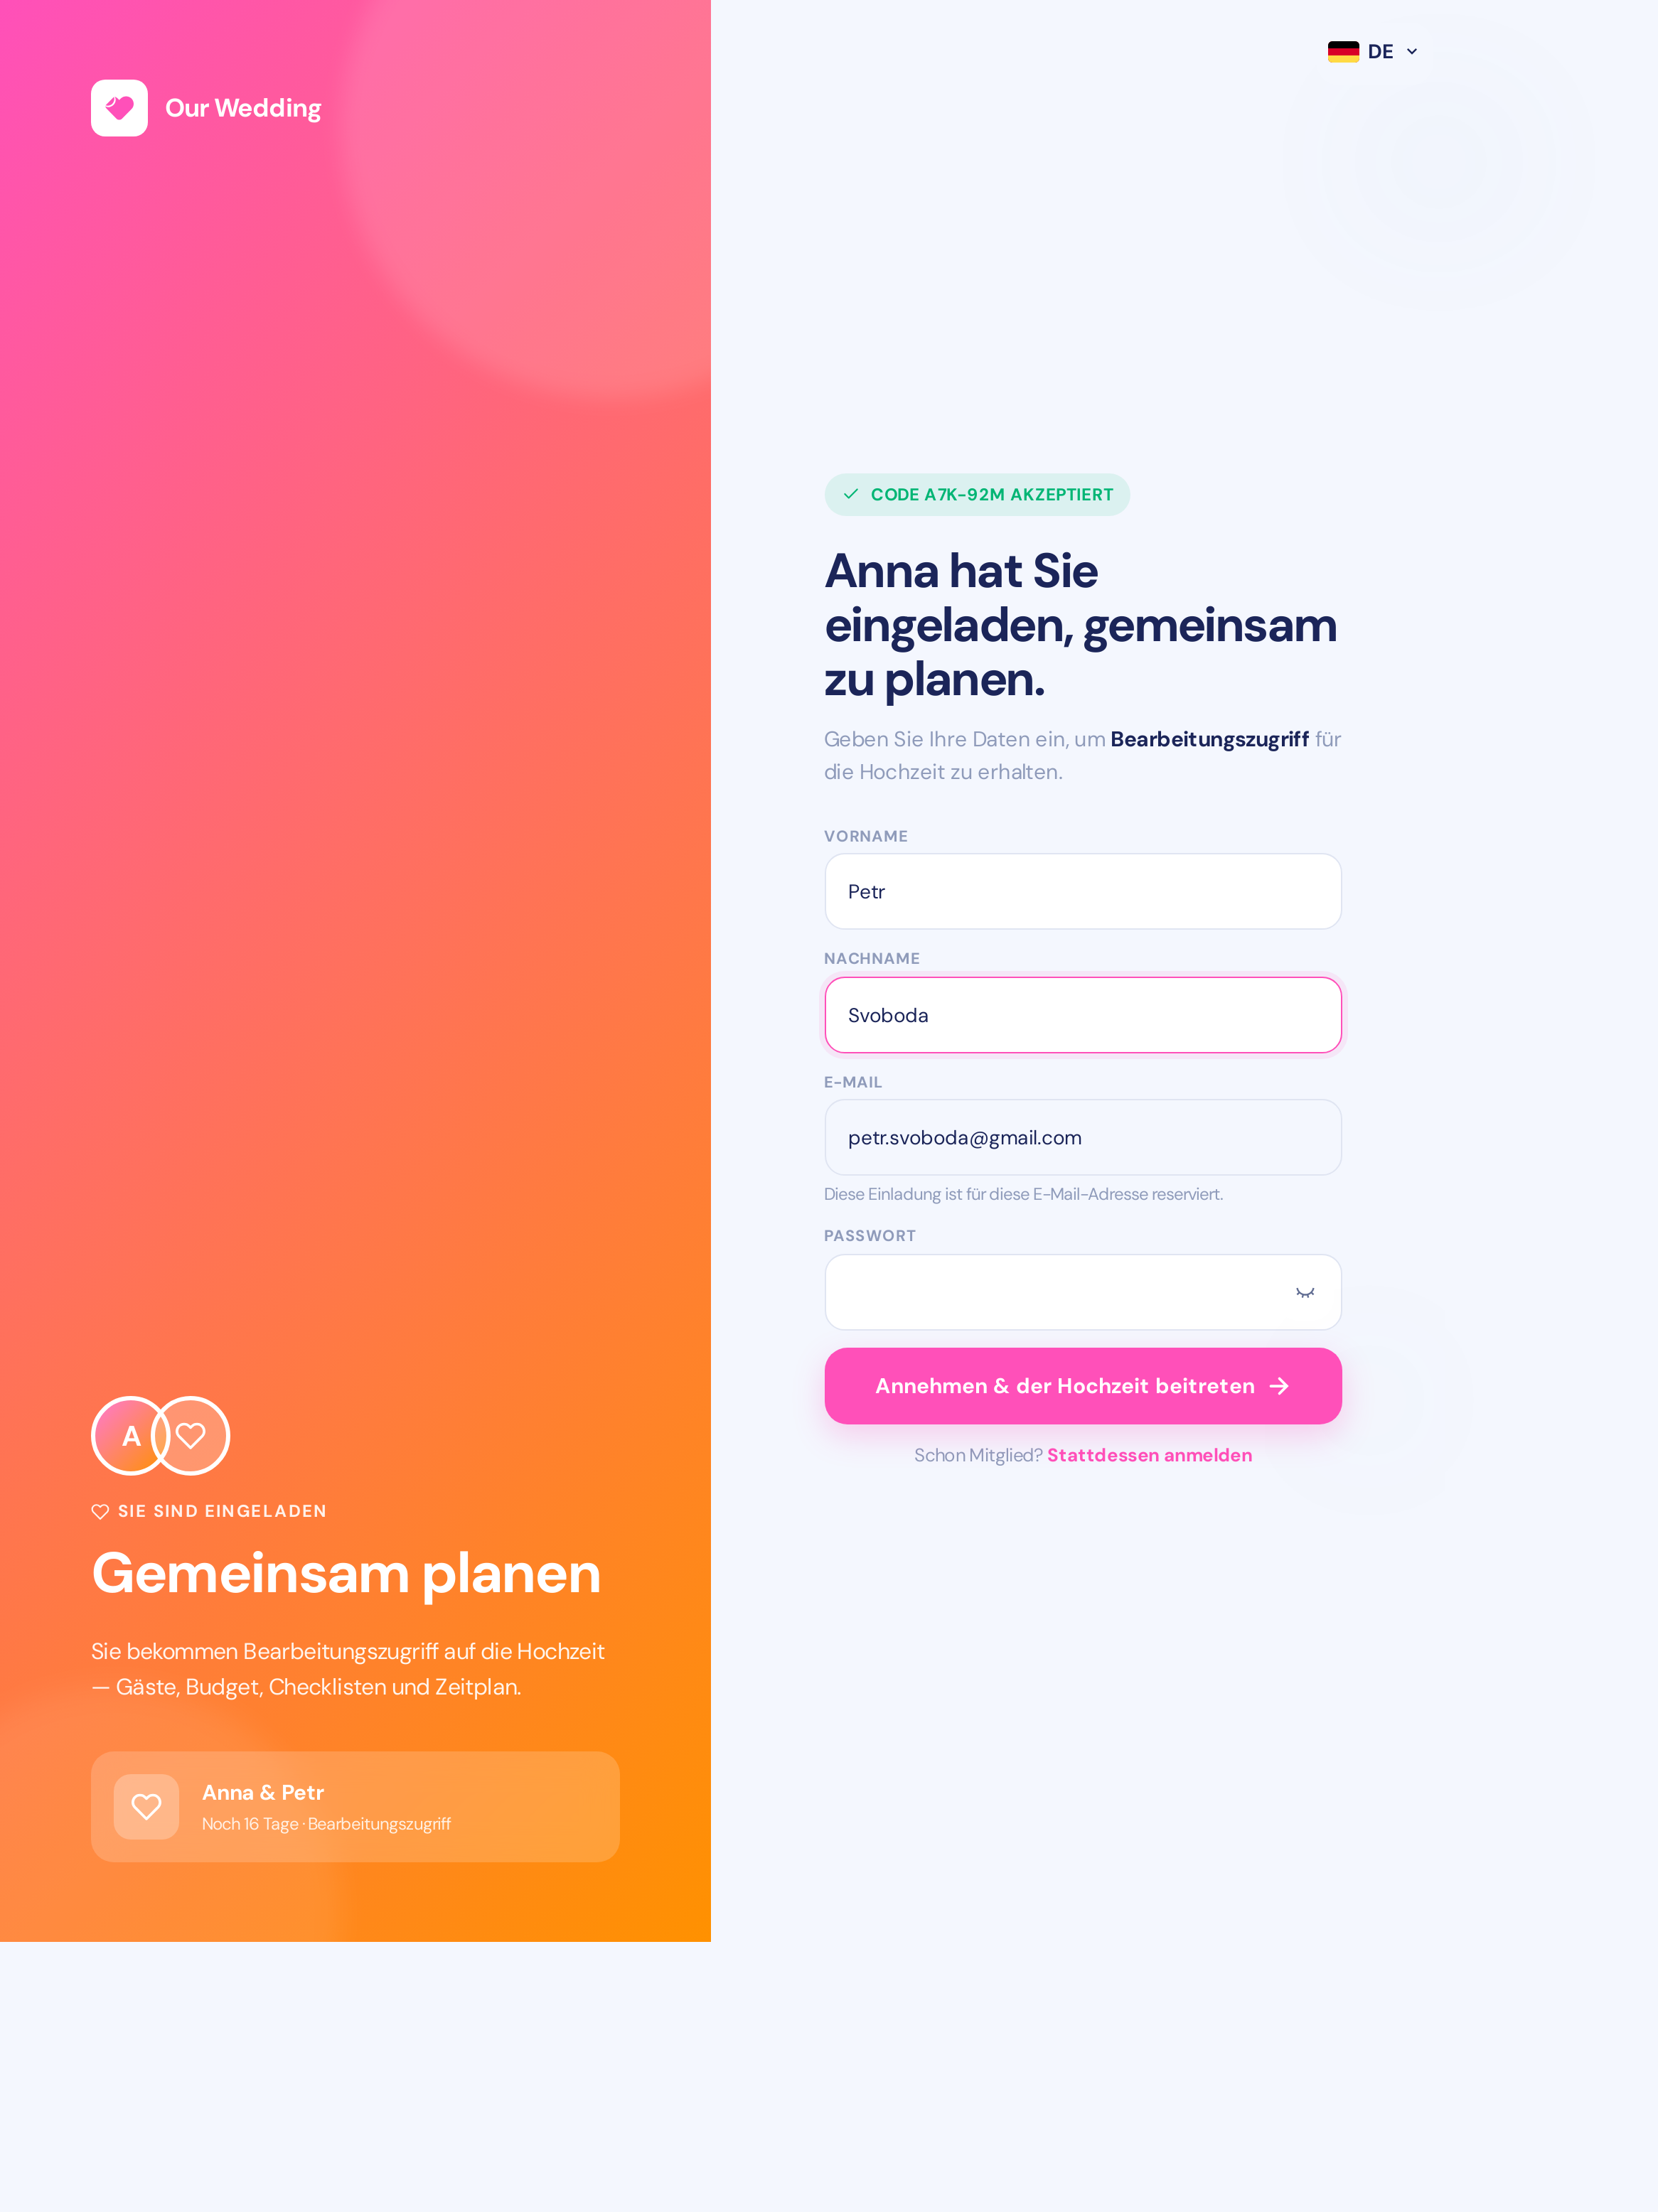 Our Wedding
DE
CODE A7K-92M AKZEPTIERT
Anna hat Sie
eingeladen, gemeinsam
zu planen.
Geben Sie Ihre Daten ein, um Bearbeitungszugriff für
die Hochzeit zu erhalten.
VORNAME
Petr
NACHNAME
Svoboda
E-MAIL
petr.svoboda@gmail.com
Diese Einladung ist für diese E-Mail-Adresse reserviert.
PASSWORT
Annehmen & der Hochzeit beitreten
Schon Mitglied? Stattdessen anmelden
A
SIE SIND EINGELADEN
Gemeinsam planen
Sie bekommen Bearbeitungszugriff auf die Hochzeit
— Gäste, Budget, Checklisten und Zeitplan.
Anna & Petr
Noch 16 Tage · Bearbeitungszugriff